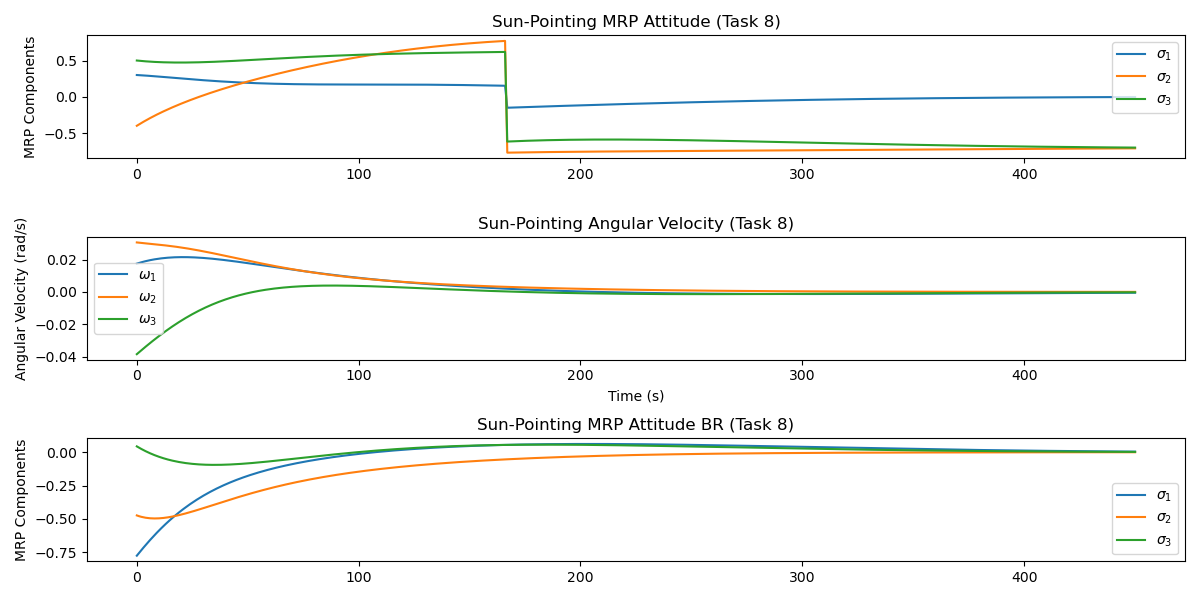 Sun-Pointing MRP Attitude (Task 8)
MRP Components
0.5
0.0
−0.5
0 100 200 300 400
σ1
σ2
σ3
Sun-Pointing Angular Velocity (Task 8)
Angular Velocity (rad/s)
0.02
0.00
−0.02
−0.04
ω1
ω2
ω3
0 100 200 300 400
Time (s)
Sun-Pointing MRP Attitude BR (Task 8)
MRP Components
0.00
−0.25
−0.50
−0.75
σ1
σ2
σ3
0 100 200 300 400